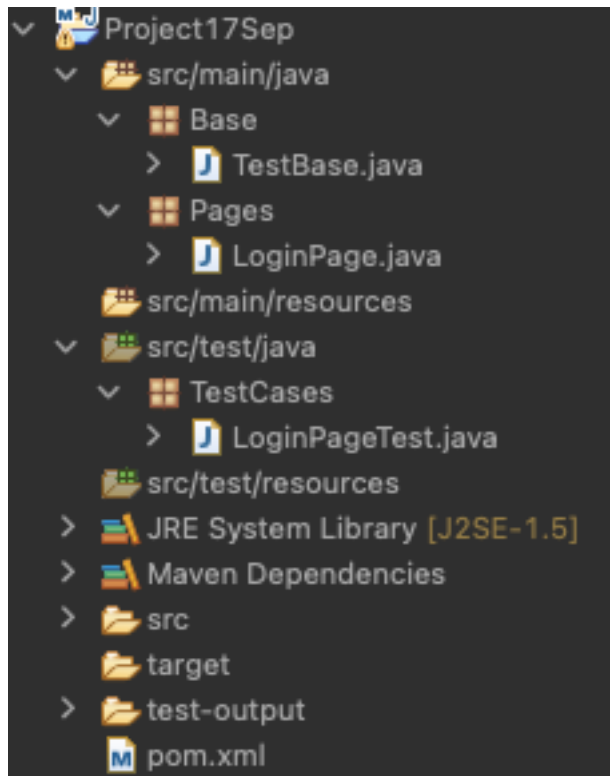 Project17Sep
src/main/java
Base
TestBase.java
Pages
LoginPage.java
src/main/resources
src/test/java
TestCases
LoginPageTest.java
src/test/resources
JRE System Library [J2SE-1.5]
Maven Dependencies
src
target
test-output
pom.xml